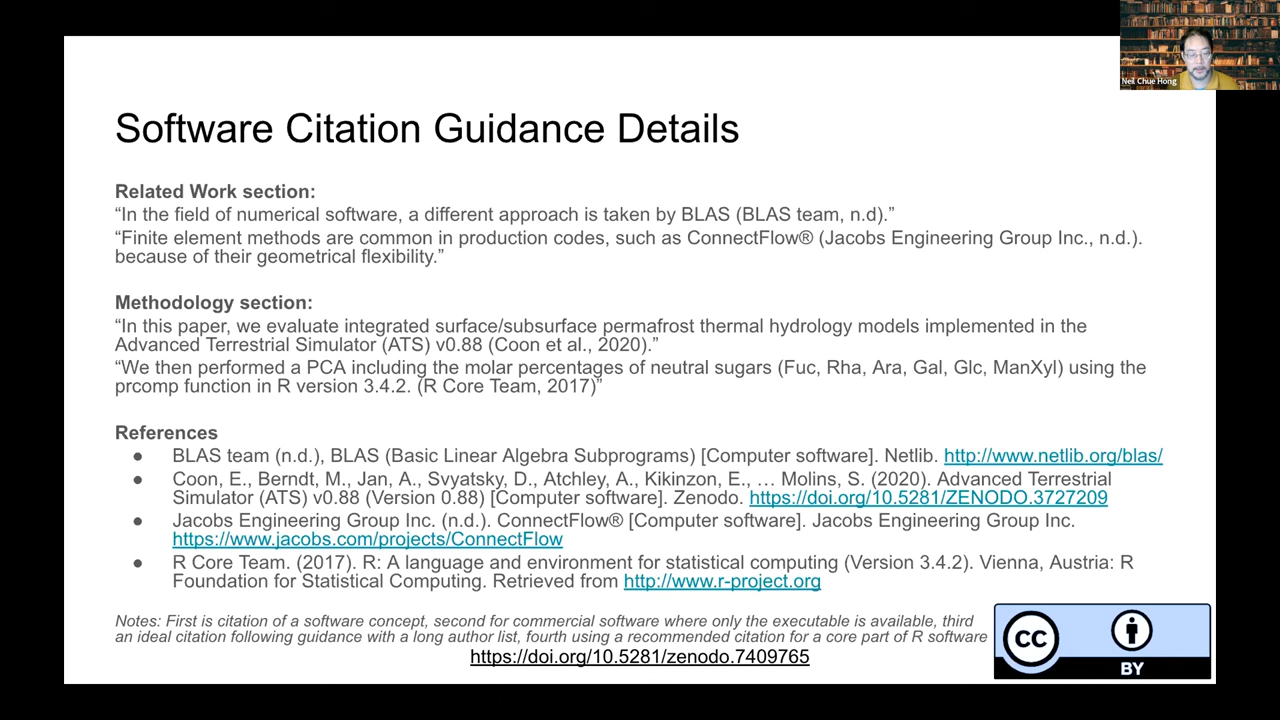 Neil Chue Hong
Software Citation Guidance Details
Related Work section:
“In the field of numerical software, a different approach is taken by BLAS (BLAS team, n.d).”
“Finite element methods are common in production codes, such as ConnectFlow® (Jacobs Engineering Group Inc., n.d.).
because of their geometrical flexibility.”
Methodology section:
“In this paper, we evaluate integrated surface/subsurface permafrost thermal hydrology models implemented in the
Advanced Terrestrial Simulator (ATS) v0.88 (Coon et al., 2020).”
“We then performed a PCA including the molar percentages of neutral sugars (Fuc, Rha, Ara, Gal, Glc, ManXyl) using the
prcomp function in R version 3.4.2. (R Core Team, 2017)”
References
● BLAS team (n.d.), BLAS (Basic Linear Algebra Subprograms) [Computer software]. Netlib. http://www.netlib.org/blas/
● Coon, E., Berndt, M., Jan, A., Svyatsky, D., Atchley, A., Kikinzon, E., … Molins, S. (2020). Advanced Terrestrial
Simulator (ATS) v0.88 (Version 0.88) [Computer software]. Zenodo. https://doi.org/10.5281/ZENODO.3727209
● Jacobs Engineering Group Inc. (n.d.). ConnectFlow® [Computer software]. Jacobs Engineering Group Inc.
https://www.jacobs.com/projects/ConnectFlow
● R Core Team. (2017). R: A language and environment for statistical computing (Version 3.4.2). Vienna, Austria: R
Foundation for Statistical Computing. Retrieved from http://www.r-project.org
Notes: First is citation of a software concept, second for commercial software where only the executable is available, third
an ideal citation following guidance with a long author list, fourth using a recommended citation for a core part of R software
https://doi.org/10.5281/zenodo.7409765
CC
BY